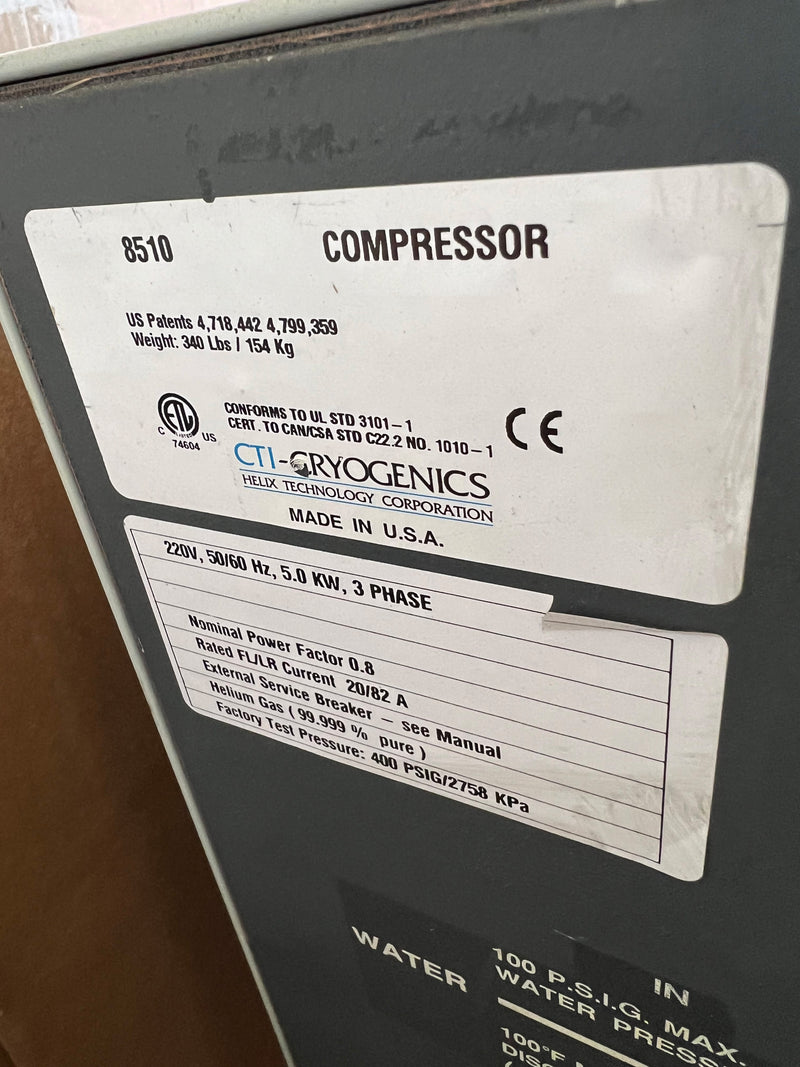 8510 COMPRESSOR
US Patents 4,718,442 4,799,359
Weight: 340 Lbs / 154 Kg
ETL
C US
74604
CONFORMS TO UL STD 3101-1
CERT. TO CAN/CSA STD C22.2 NO. 1010-1
CE
CTI-CRYOGENICS
HELIX TECHNOLOGY CORPORATION
MADE IN U.S.A.
220V, 50/60 Hz, 5.0 KW, 3 PHASE
Nominal Power Factor 0.8
Rated FL/LR Current 20/82 A
External Service Breaker – see Manual
Helium Gas ( 99.999 % pure )
Factory Test Pressure: 400 PSIG/2758 KPa
WATER
IN
100 P.S.I.G. MAX.
WATER
100°F